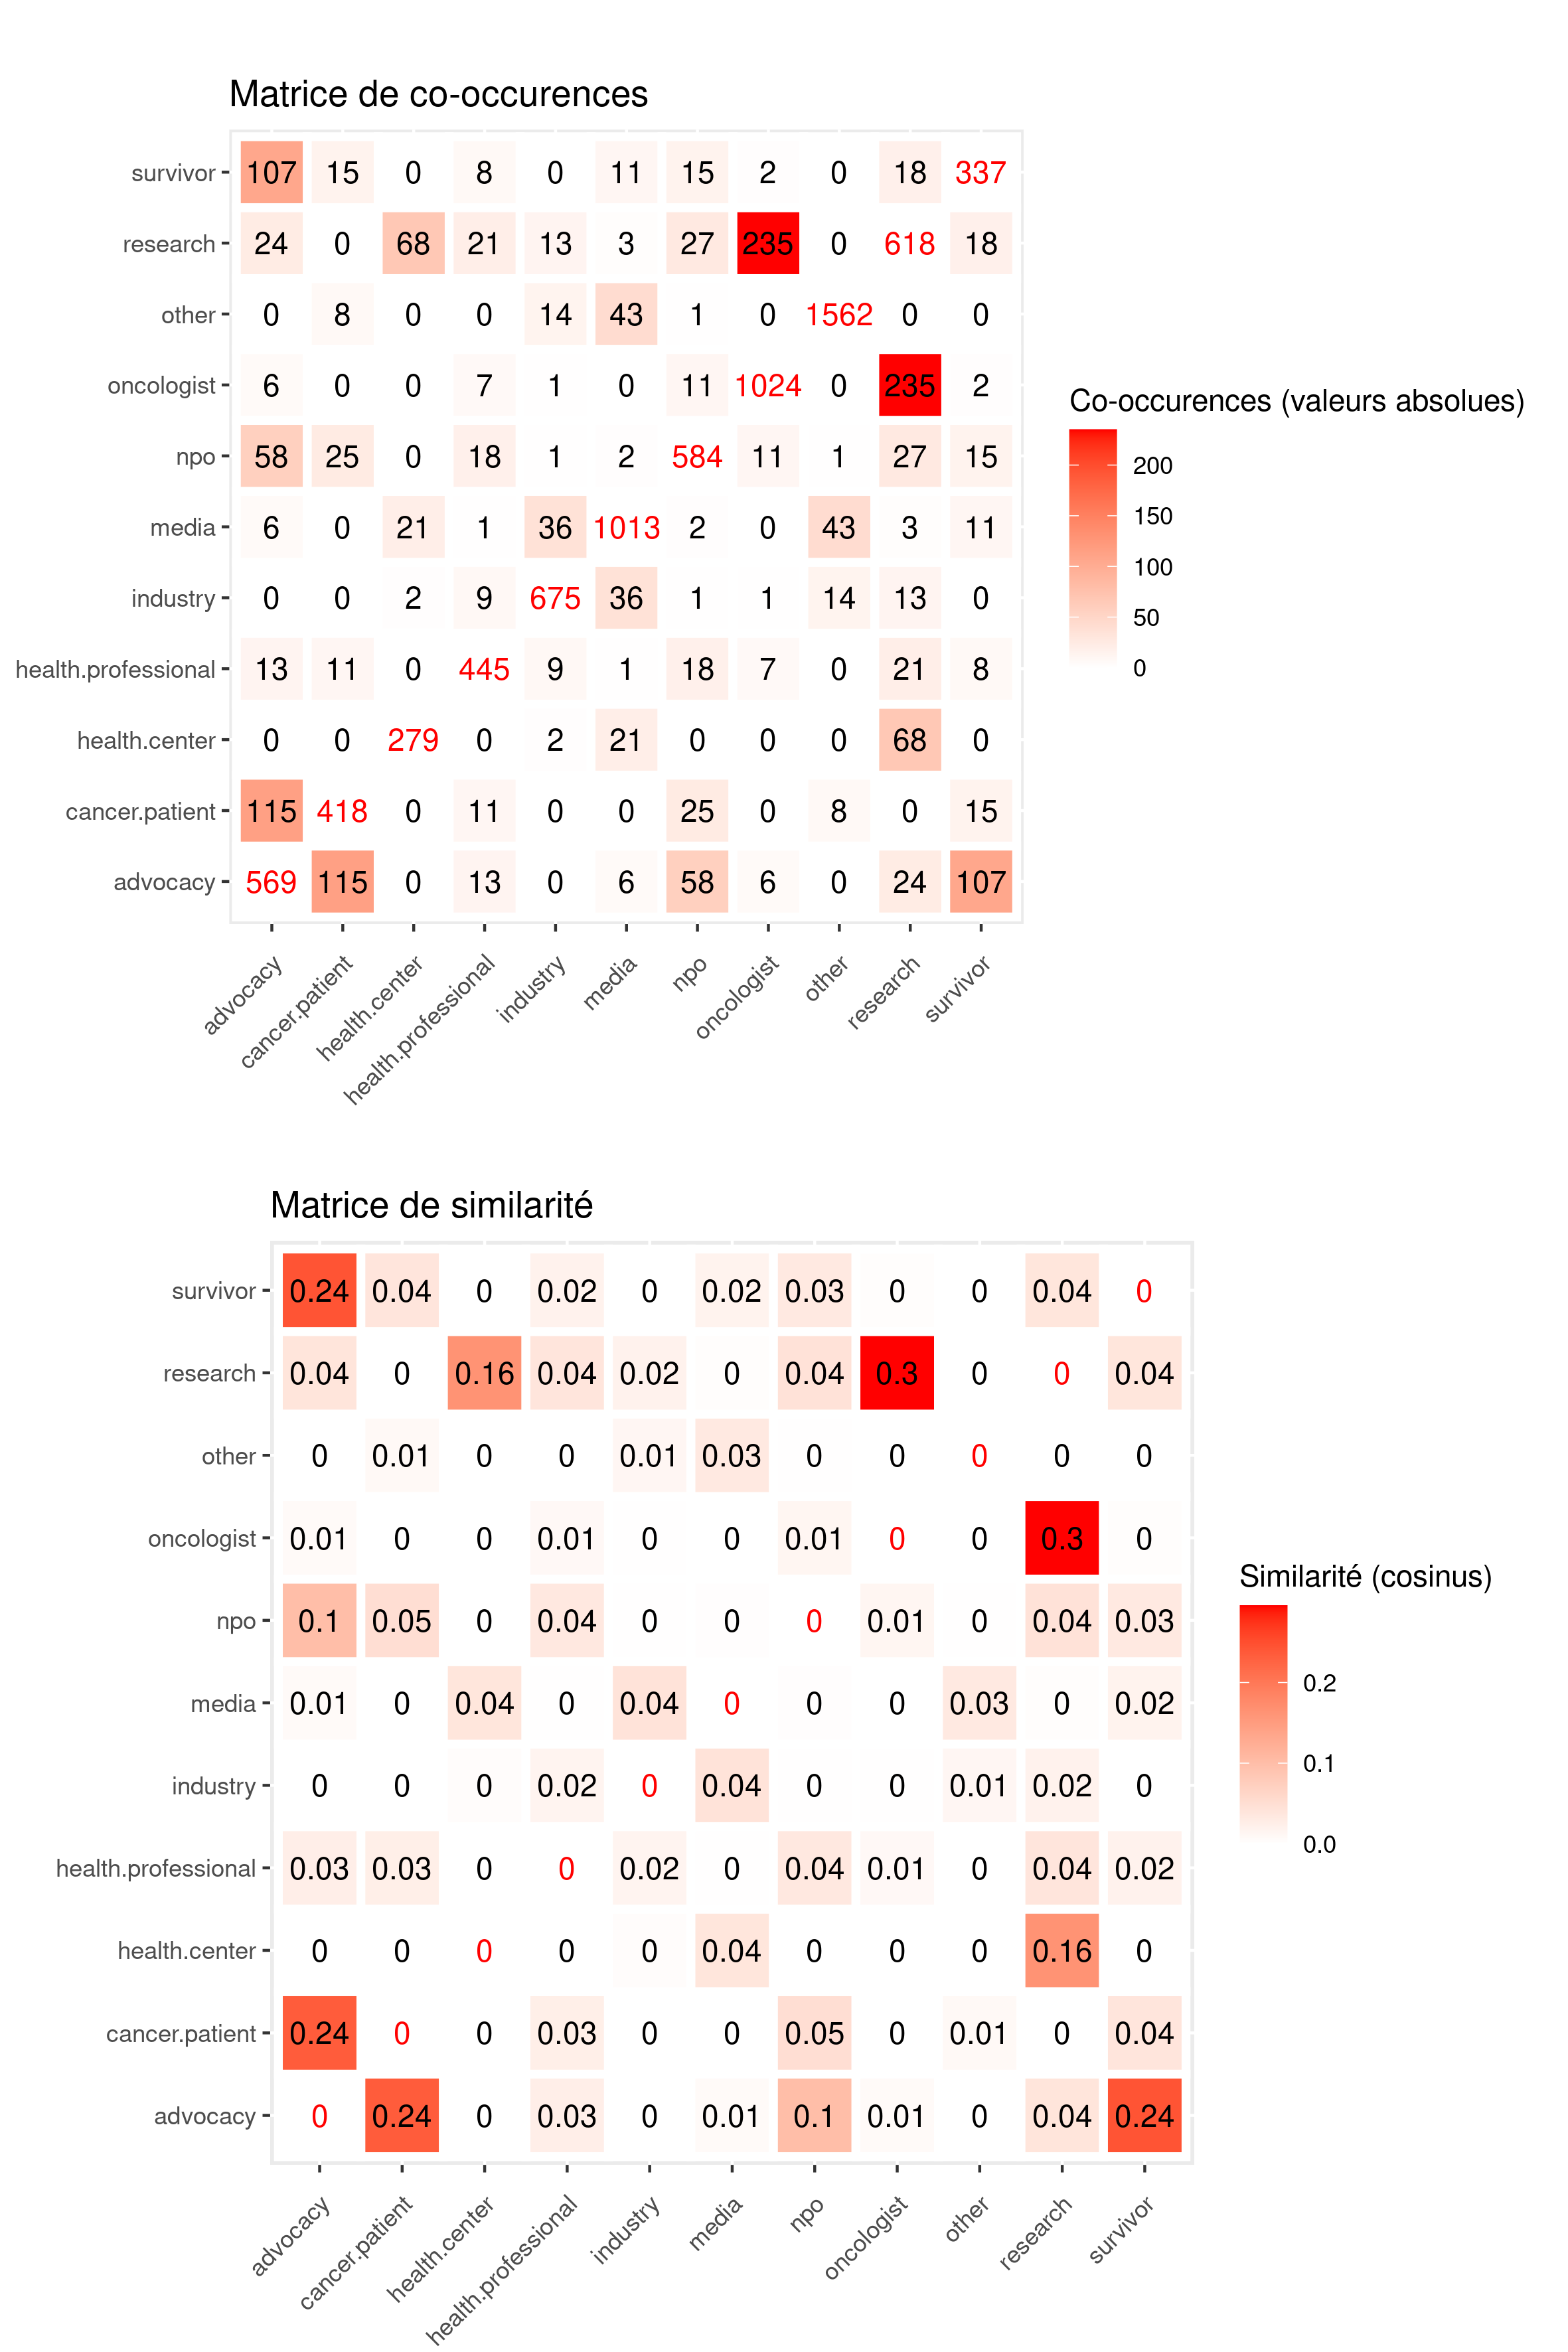 Matrice de co-occurences
survivor 107 15 0 8 0 11 15 2 0 18 337
research 24 0 68 21 13 3 27 235 0 618 18
other 0 8 0 0 14 43 1 0 1562 0 0
oncologist 6 0 0 7 1 0 11 1024 0 235 2
npo 58 25 0 18 1 2 584 11 1 27 15
media 6 0 21 1 36 1013 2 0 43 3 11
industry 0 0 2 9 675 36 1 1 14 13 0
health.professional 13 11 0 445 9 1 18 7 0 21 8
health.center 0 0 279 0 2 21 0 0 0 68 0
cancer.patient 115 418 0 11 0 0 25 0 8 0 15
advocacy 569 115 0 13 0 6 58 6 0 24 107
advocacy cancer.patient health.center health.professional industry media npo oncologist other research survivor
Co-occurences (valeurs absolues)
200
150
100
50
0
Matrice de similarité
survivor 0.24 0.04 0 0.02 0 0.02 0.03 0 0 0.04 0
research 0.04 0 0.16 0.04 0.02 0 0.04 0.3 0 0 0.04
other 0 0.01 0 0 0.01 0.03 0 0 0 0 0
oncologist 0.01 0 0 0.01 0 0 0.01 0 0 0.3 0
npo 0.1 0.05 0 0.04 0 0 0 0.01 0 0.04 0.03
media 0.01 0 0.04 0 0.04 0 0 0 0.03 0 0.02
industry 0 0 0 0.02 0 0.04 0 0 0.01 0.02 0
health.professional 0.03 0.03 0 0 0.02 0 0.04 0.01 0 0.04 0.02
health.center 0 0 0 0 0 0.04 0 0 0 0.16 0
cancer.patient 0.24 0 0 0.03 0 0 0.05 0 0.01 0 0.04
advocacy 0 0.24 0 0.03 0 0.01 0.1 0.01 0 0.04 0.24
advocacy cancer.patient health.center health.professional industry media npo oncologist other research survivor
Similarité (cosinus)
0.2
0.1
0.0